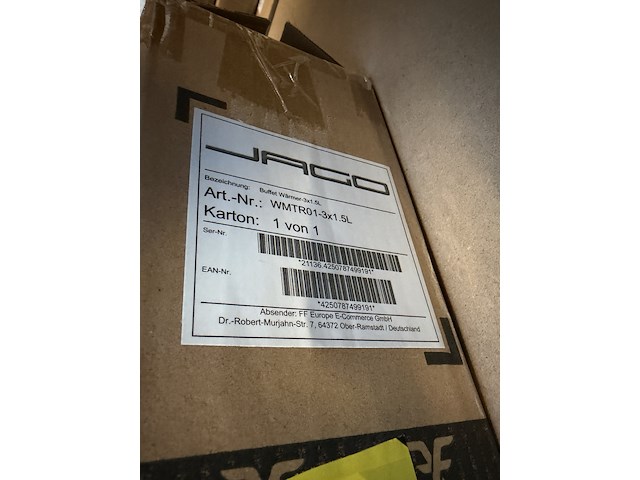 JAGO
Bezeichnung: Buffet Wärmer-3x1.5L
Art.-Nr.: WMTR01-3x1.5L
Karton: 1 von 1
Ser-Nr.
*21136.4250787499191*
EAN-Nr.
*4250787499191*
Absender: FF Europe E-Commerce GmbH
Dr.-Robert-Murjahn-Str. 7, 64372 Ober-Ramstadt / Deutschland